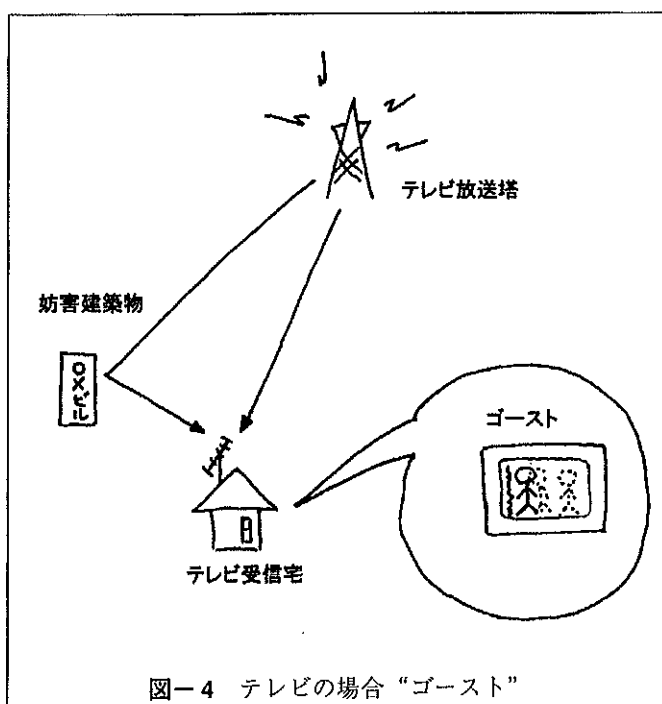 テレビ放送塔
妨害建築物
○×ビル
ゴースト
テレビ受信宅
図－4 テレビの場合 “ゴースト”